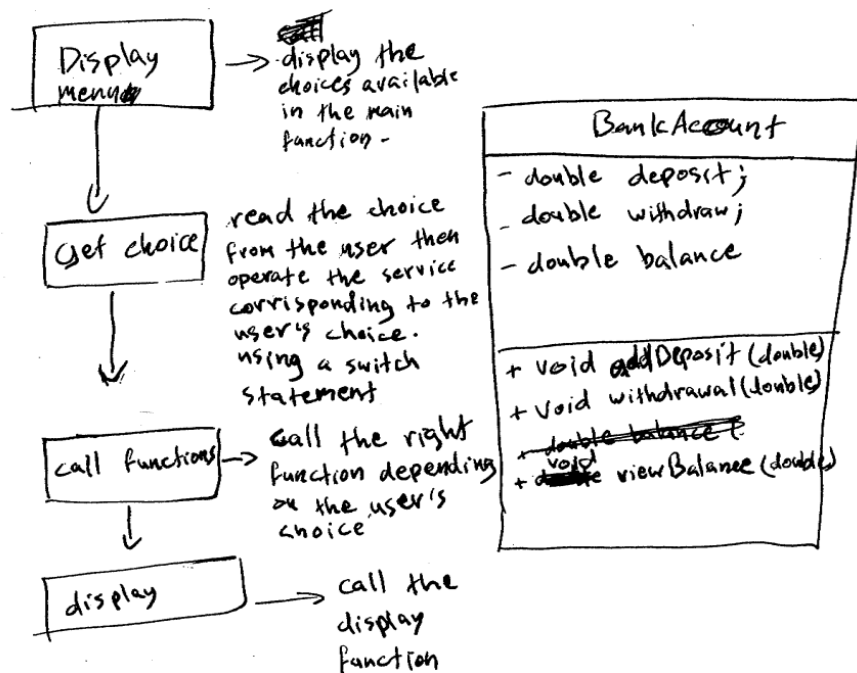 Display
menu
display the
choices available
in the main
function -
get choice
read the choice
from the user then
operate the service
corrisponding to the
user's choice.
using a switch
statement
call functions
call the right
function depending
on the user's
choice
display
call the
display
function
BankAccount
- double deposit;
- double withdraw;
- double balance
+ void addDeposit (double)
+ void withdrawal (double)
+ double balance (
+ void viewBalance (double)